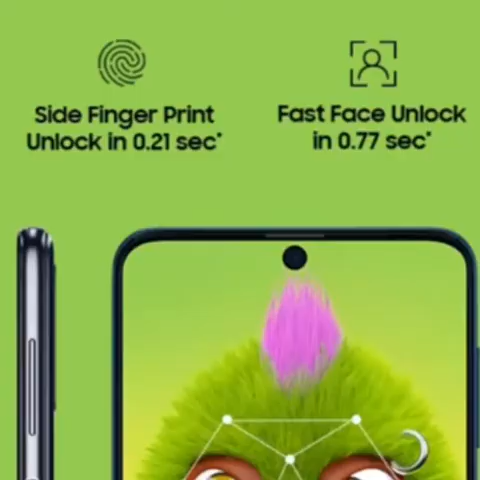 Side Finger Print
Unlock in 0.21 sec*
Fast Face Unlock
in 0.77 sec*